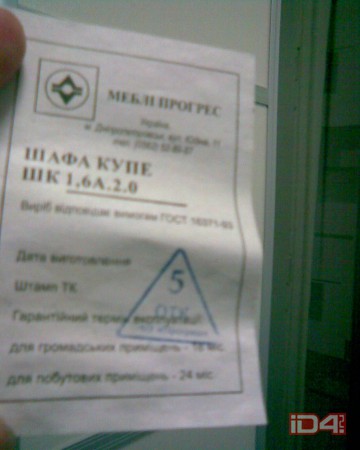 МЕБЛІ ПРОГРЕС
Україна,
ШАФА КУПЕ
ШК 1,6А.2.0
Виріб відповідає вимогам ГОСТ 16371-93
Дата виготовлення
5
Штамп ТК
ОТК
Гарантійний термін експлуатації:
для громадських приміщень - 18 міс.
для побутових приміщень - 24 міс.
iD4.ru